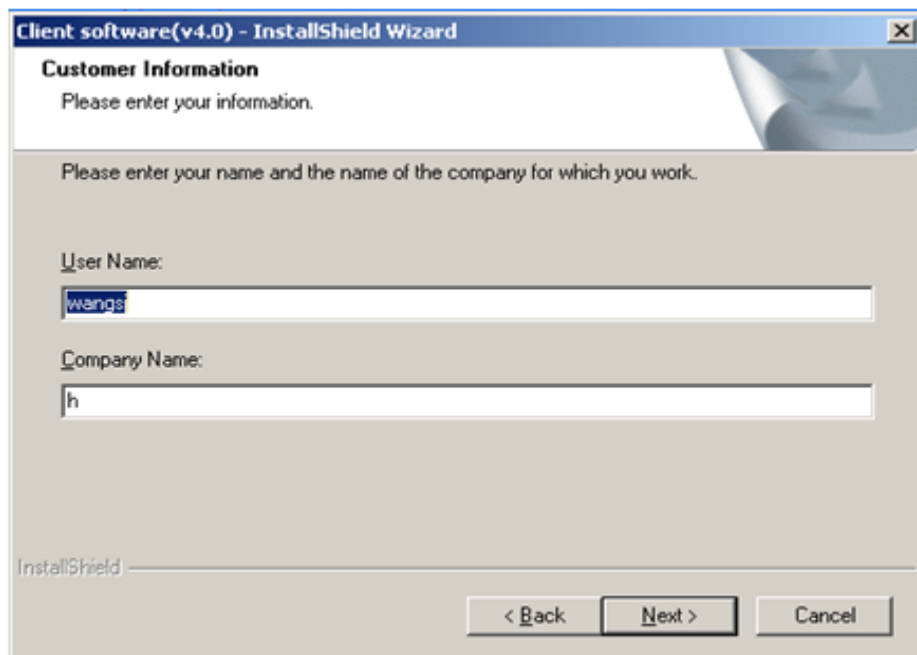 Client software(v4.0) - InstallShield Wizard
Customer Information
Please enter your information.
Please enter your name and the name of the company for which you work.
User Name:
wangsi
Company Name:
h
InstallShield
< Back Next > Cancel